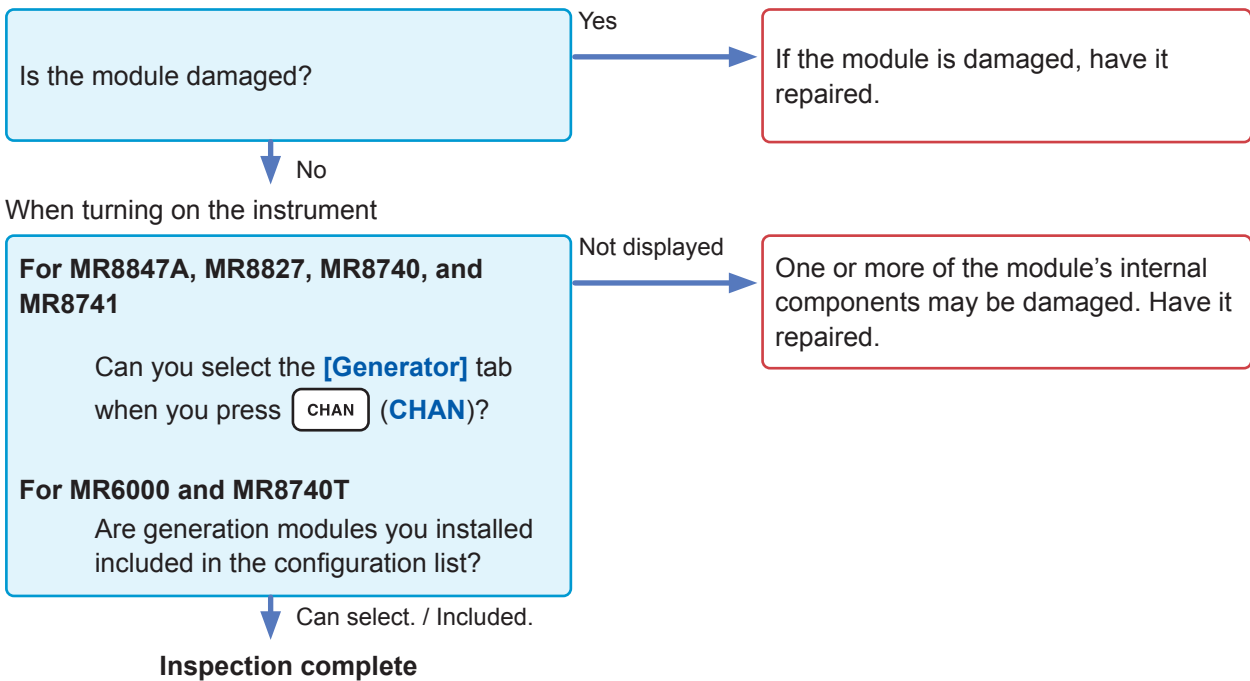 Is the module damaged?
Yes
If the module is damaged, have it
repaired.
No
When turning on the instrument
For MR8847A, MR8827, MR8740, and
MR8741
Can you select the [Generator] tab
when you press CHAN (CHAN)?
For MR6000 and MR8740T
Are generation modules you installed
included in the configuration list?
Not displayed
One or more of the module's internal
components may be damaged. Have it
repaired.
Can select. / Included.
Inspection complete